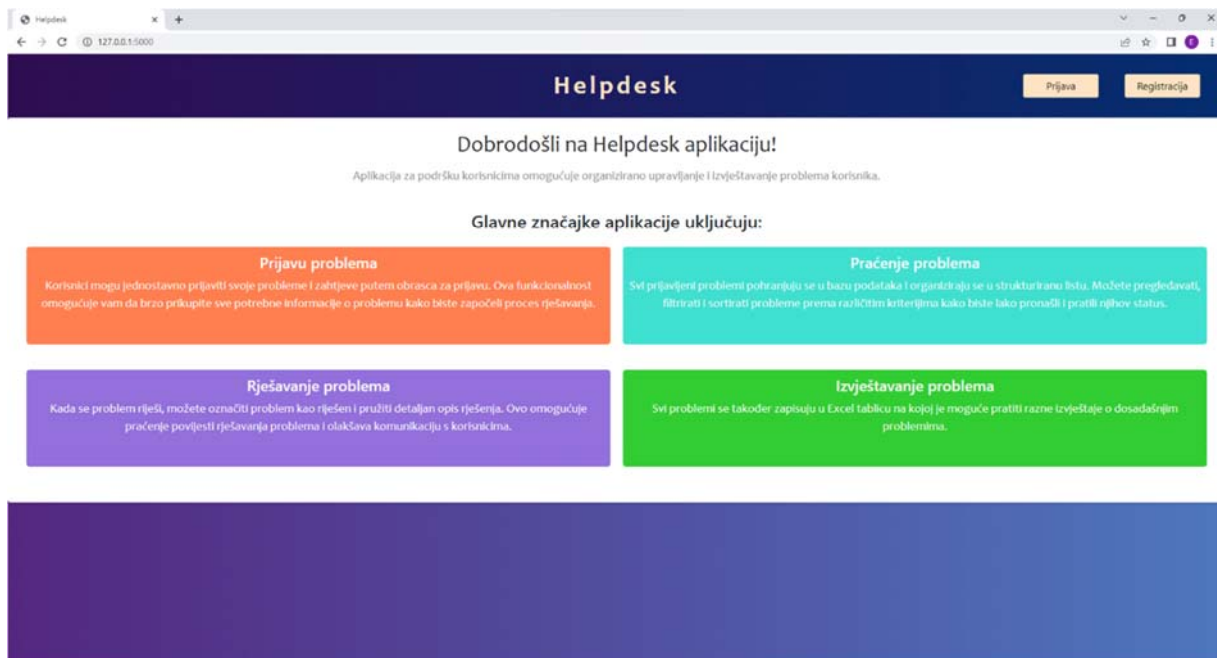 Helpdesk
127.0.0.1:5000
E
Helpdesk
Prijava
Registracija
Dobrodošli na Helpdesk aplikaciju!
Aplikacija za podršku korisnicima omogućuje organizirano upravljanje i izvještavanje problema korisnika.
Glavne značajke aplikacije uključuju:
Prijavu problema
Korisnici mogu jednostavno prijaviti svoje probleme i zahtjeve putem obrasca za prijavu. Ova funkcionalnost
omogućuje vam da brzo prikupite sve potrebne informacije o problemu kako biste započeli proces rješavanja.
Praćenje problema
Svi prijavljeni problemi pohranjuju se u bazu podataka i organiziraju se u strukturiranu listu. Možete pregledavati,
filtrirati i sortirati probleme prema različitim kriterijima kako biste lako pronašli i pratili njihov status.
Rješavanje problema
Kada se problem riješi, možete označiti problem kao riješen i pružiti detaljan opis rješenja. Ovo omogućuje
praćenje povijesti rješavanja problema i olakšava komunikaciju s korisnicima.
Izvještavanje problema
Svi problemi se također zapisuju u Excel tablicu na kojoj je moguće pratiti razne izvještaje o dosadašnjim
problemima.